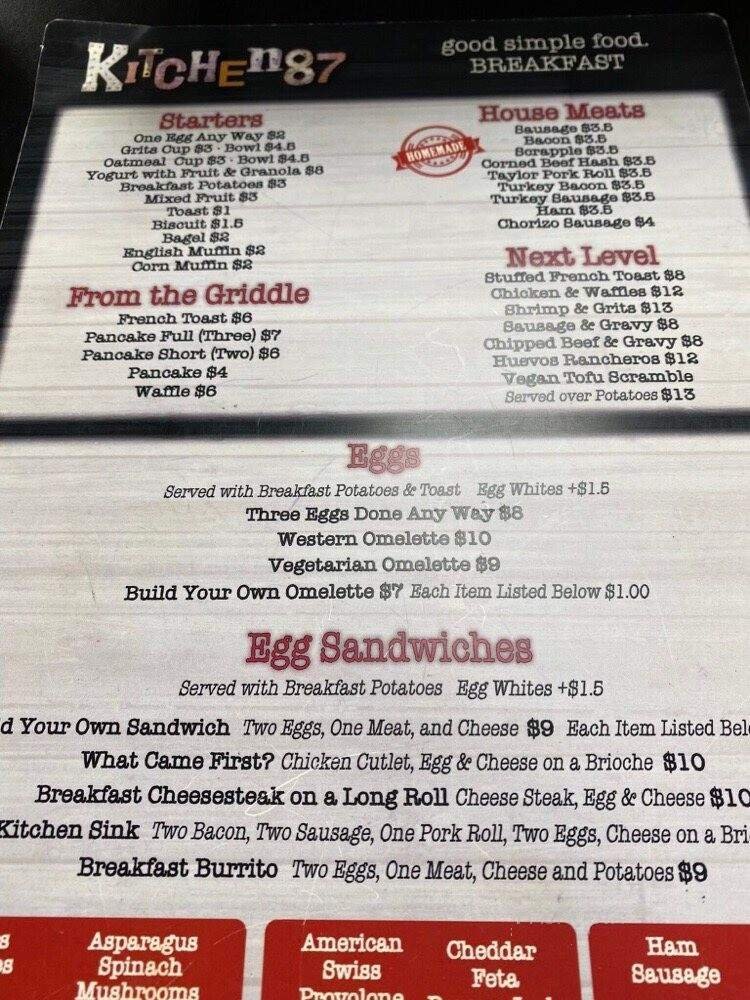 KITCHEN87
good simple food.
BREAKFAST
Starters
One Egg Any Way $2
Grits Cup $3 · Bowl $4.5
Oatmeal Cup $3 · Bowl $4.5
Yogurt with Fruit & Granola $8
Breakfast Potatoes $3
Mixed Fruit $3
Toast $1
Biscuit $1.5
Bagel $2
English Muffin $2
Corn Muffin $2
From the Griddle
French Toast $6
Pancake Full (Three) $7
Pancake Short (Two) $6
Pancake $4
Waffle $6
HOMEMADE
House Meats
Sausage $3.5
Bacon $3.5
Scrapple $3.5
Corned Beef Hash $3.5
Taylor Pork Roll $3.5
Turkey Bacon $3.5
Turkey Sausage $3.5
Ham $3.5
Chorizo Sausage $4
Next Level
Stuffed French Toast $8
Chicken & Waffles $12
Shrimp & Grits $13
Sausage & Gravy $8
Chipped Beef & Gravy $8
Huevos Rancheros $12
Vegan Tofu Scramble
Served over Potatoes $13
Eggs
Served with Breakfast Potatoes & Toast Egg Whites +$1.5
Three Eggs Done Any Way $8
Western Omelette $10
Vegetarian Omelette $9
Build Your Own Omelette $7 Each Item Listed Below $1.00
Egg Sandwiches
Served with Breakfast Potatoes Egg Whites +$1.5
d Your Own Sandwich Two Eggs, One Meat, and Cheese $9 Each Item Listed Bel
What Came First? Chicken Cutlet, Egg & Cheese on a Brioche $10
Breakfast Cheesesteak on a Long Roll Cheese Steak, Egg & Cheese $10
Kitchen Sink Two Bacon, Two Sausage, One Pork Roll, Two Eggs, Cheese on a Bri
Breakfast Burrito Two Eggs, One Meat, Cheese and Potatoes $9
Asparagus
Spinach
Mushrooms
American
Swiss
Provolone
Cheddar
Feta
Ham
Sausage